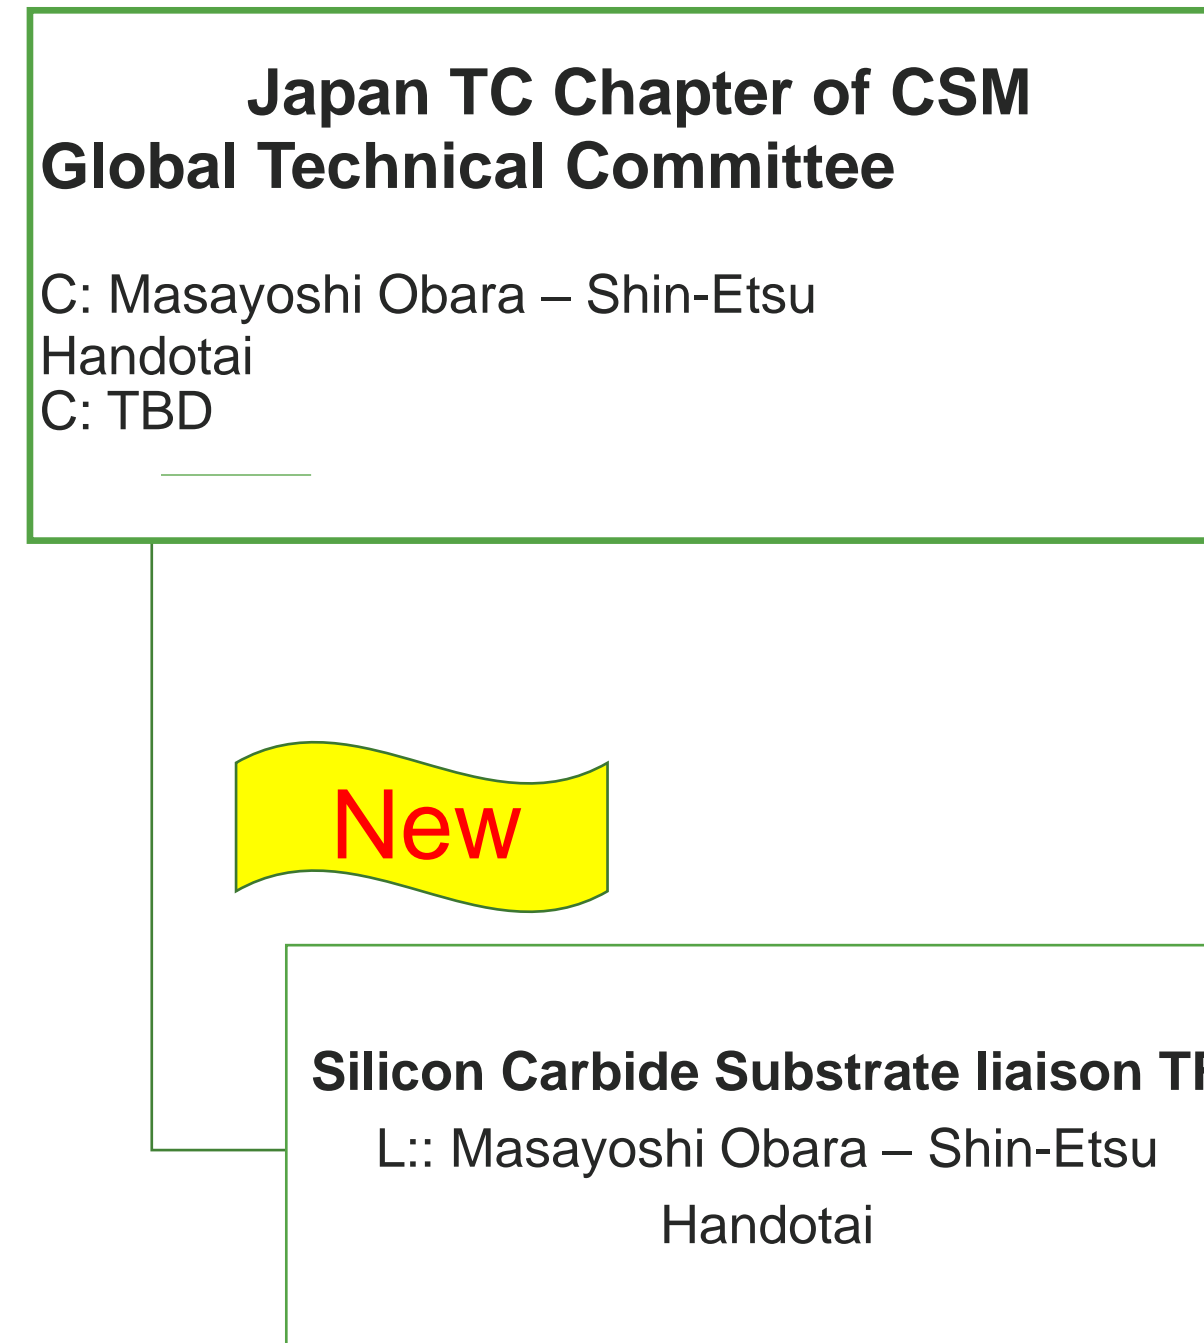 Japan TC Chapter of CSM
Global Technical Committee
C: Masayoshi Obara – Shin-Etsu
Handotai
C: TBD
New
Silicon Carbide Substrate liaison
L:: Masayoshi Obara – Shin-Etsu
Handotai